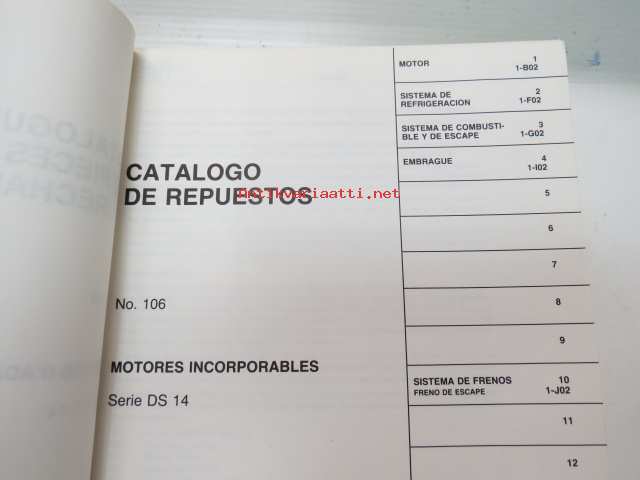 CATALOGO
DE REPUESTOS
Antikvariaatti.net
No. 106
MOTORES INCORPORABLES
Serie DS 14
MOTOR 1
1-B02
SISTEMA DE 2
REFRIGERACION 1-F02
SISTEMA DE COMBUSTI- 3
BLE Y DE ESCAPE 1-G02
EMBRAGUE 4
1-I02
5
6
7
8
9
SISTEMA DE FRENOS 10
FRENO DE ESCAPE 1-J02
11
12